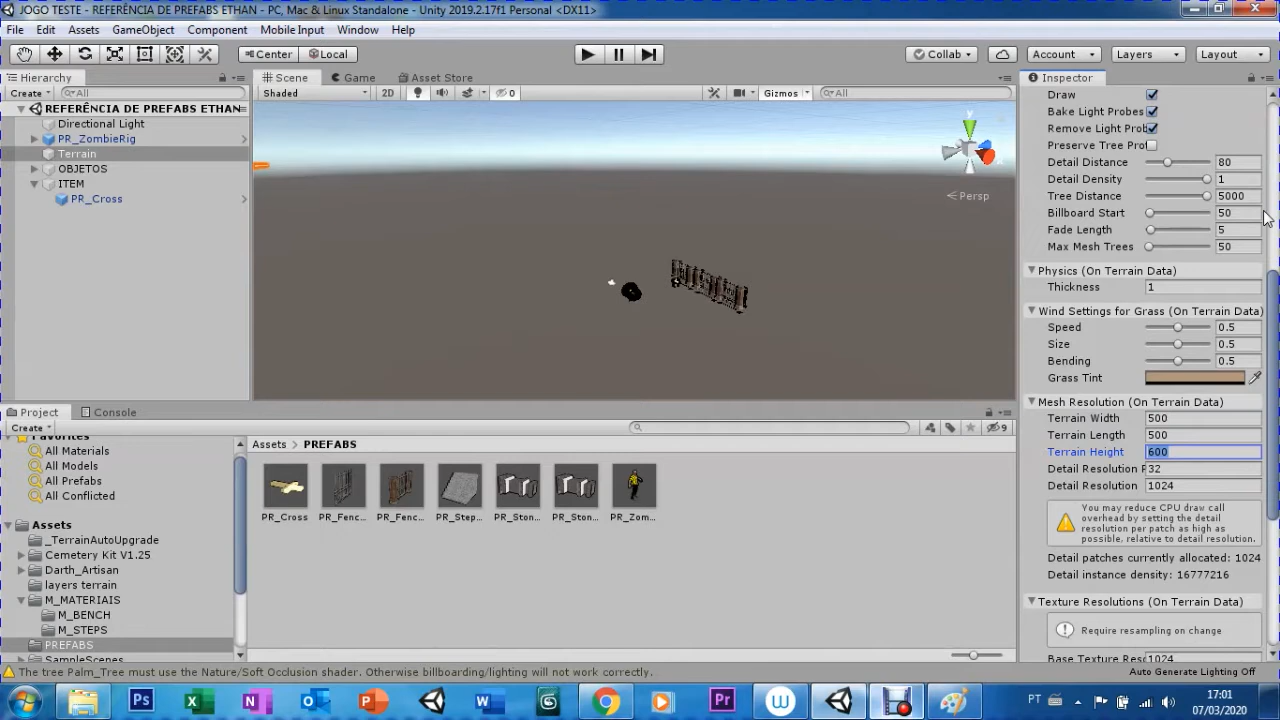 JOGO TESTE - REFERÊNCIA DE PREFABS ETHAN - PC, Mac & Linux Standalone - Unity 2019.2.17f1 Personal <DX11>
File Edit Assets GameObject Component Mobile Input Window Help
Center Local Collab Account Layers Layout
Hierarchy Scene Game Asset Store Inspector
Create All Shaded 2D 0 Gizmos All
REFERÊNCIA DE PREFABS ETHAN
Directional Light
PR_ZombieRig
Terrain
OBJETOS
ITEM
PR_Cross
y
Persp
Draw
Bake Light Probes
Remove Light Prob
Preserve Tree Pro
Detail Distance 80
Detail Density 1
Tree Distance 5000
Billboard Start 50
Fade Length 5
Max Mesh Trees 50
Physics (On Terrain Data)
Thickness 1
Wind Settings for Grass (On Terrain Data)
Speed 0.5
Size 0.5
Bending 0.5
Grass Tint
Mesh Resolution (On Terrain Data)
Terrain Width 500
Terrain Length 500
Terrain Height 600
Detail Resolution P 32
Detail Resolution 1024
You may reduce CPU draw call
overhead by setting the detail
resolution per patch as high as
possible, relative to detail resolution.
Detail patches currently allocated: 1024
Detail instance density: 16777216
Texture Resolutions (On Terrain Data)
Require resampling on change
Base Texture Res 1024
Auto Generate Lighting Off
Project Console
Create 9
Favorites
All Materials
All Models
All Prefabs
All Conflicted
Assets
_TerrainAutoUpgrade
Cemetery Kit V1.25
Darth_Artisan
layers terrain
M_MATERIAIS
M_BENCH
M_STEPS
PREFABS
SampleScenes
Assets > PREFABS
PR_Cross PR_Fenc... PR_Fenc... PR_Step... PR_Ston... PR_Ston... PR_Zom...
The tree Palm_Tree must use the Nature/Soft Occlusion shader. Otherwise billboarding/lighting will not work correctly.
Ps X N O P W Pr W
PT
17:01
07/03/2020